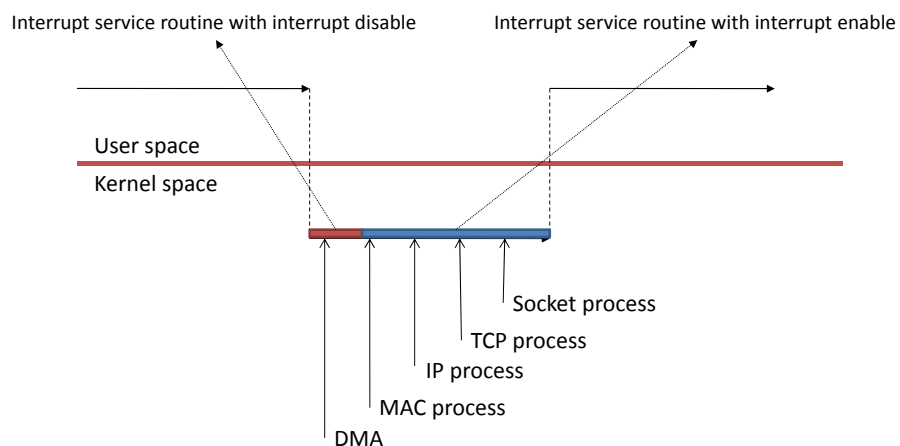 Interrupt service routine with interrupt disable
Interrupt service routine with interrupt enable
User space
Kernel space
Socket process
TCP process
IP process
MAC process
DMA